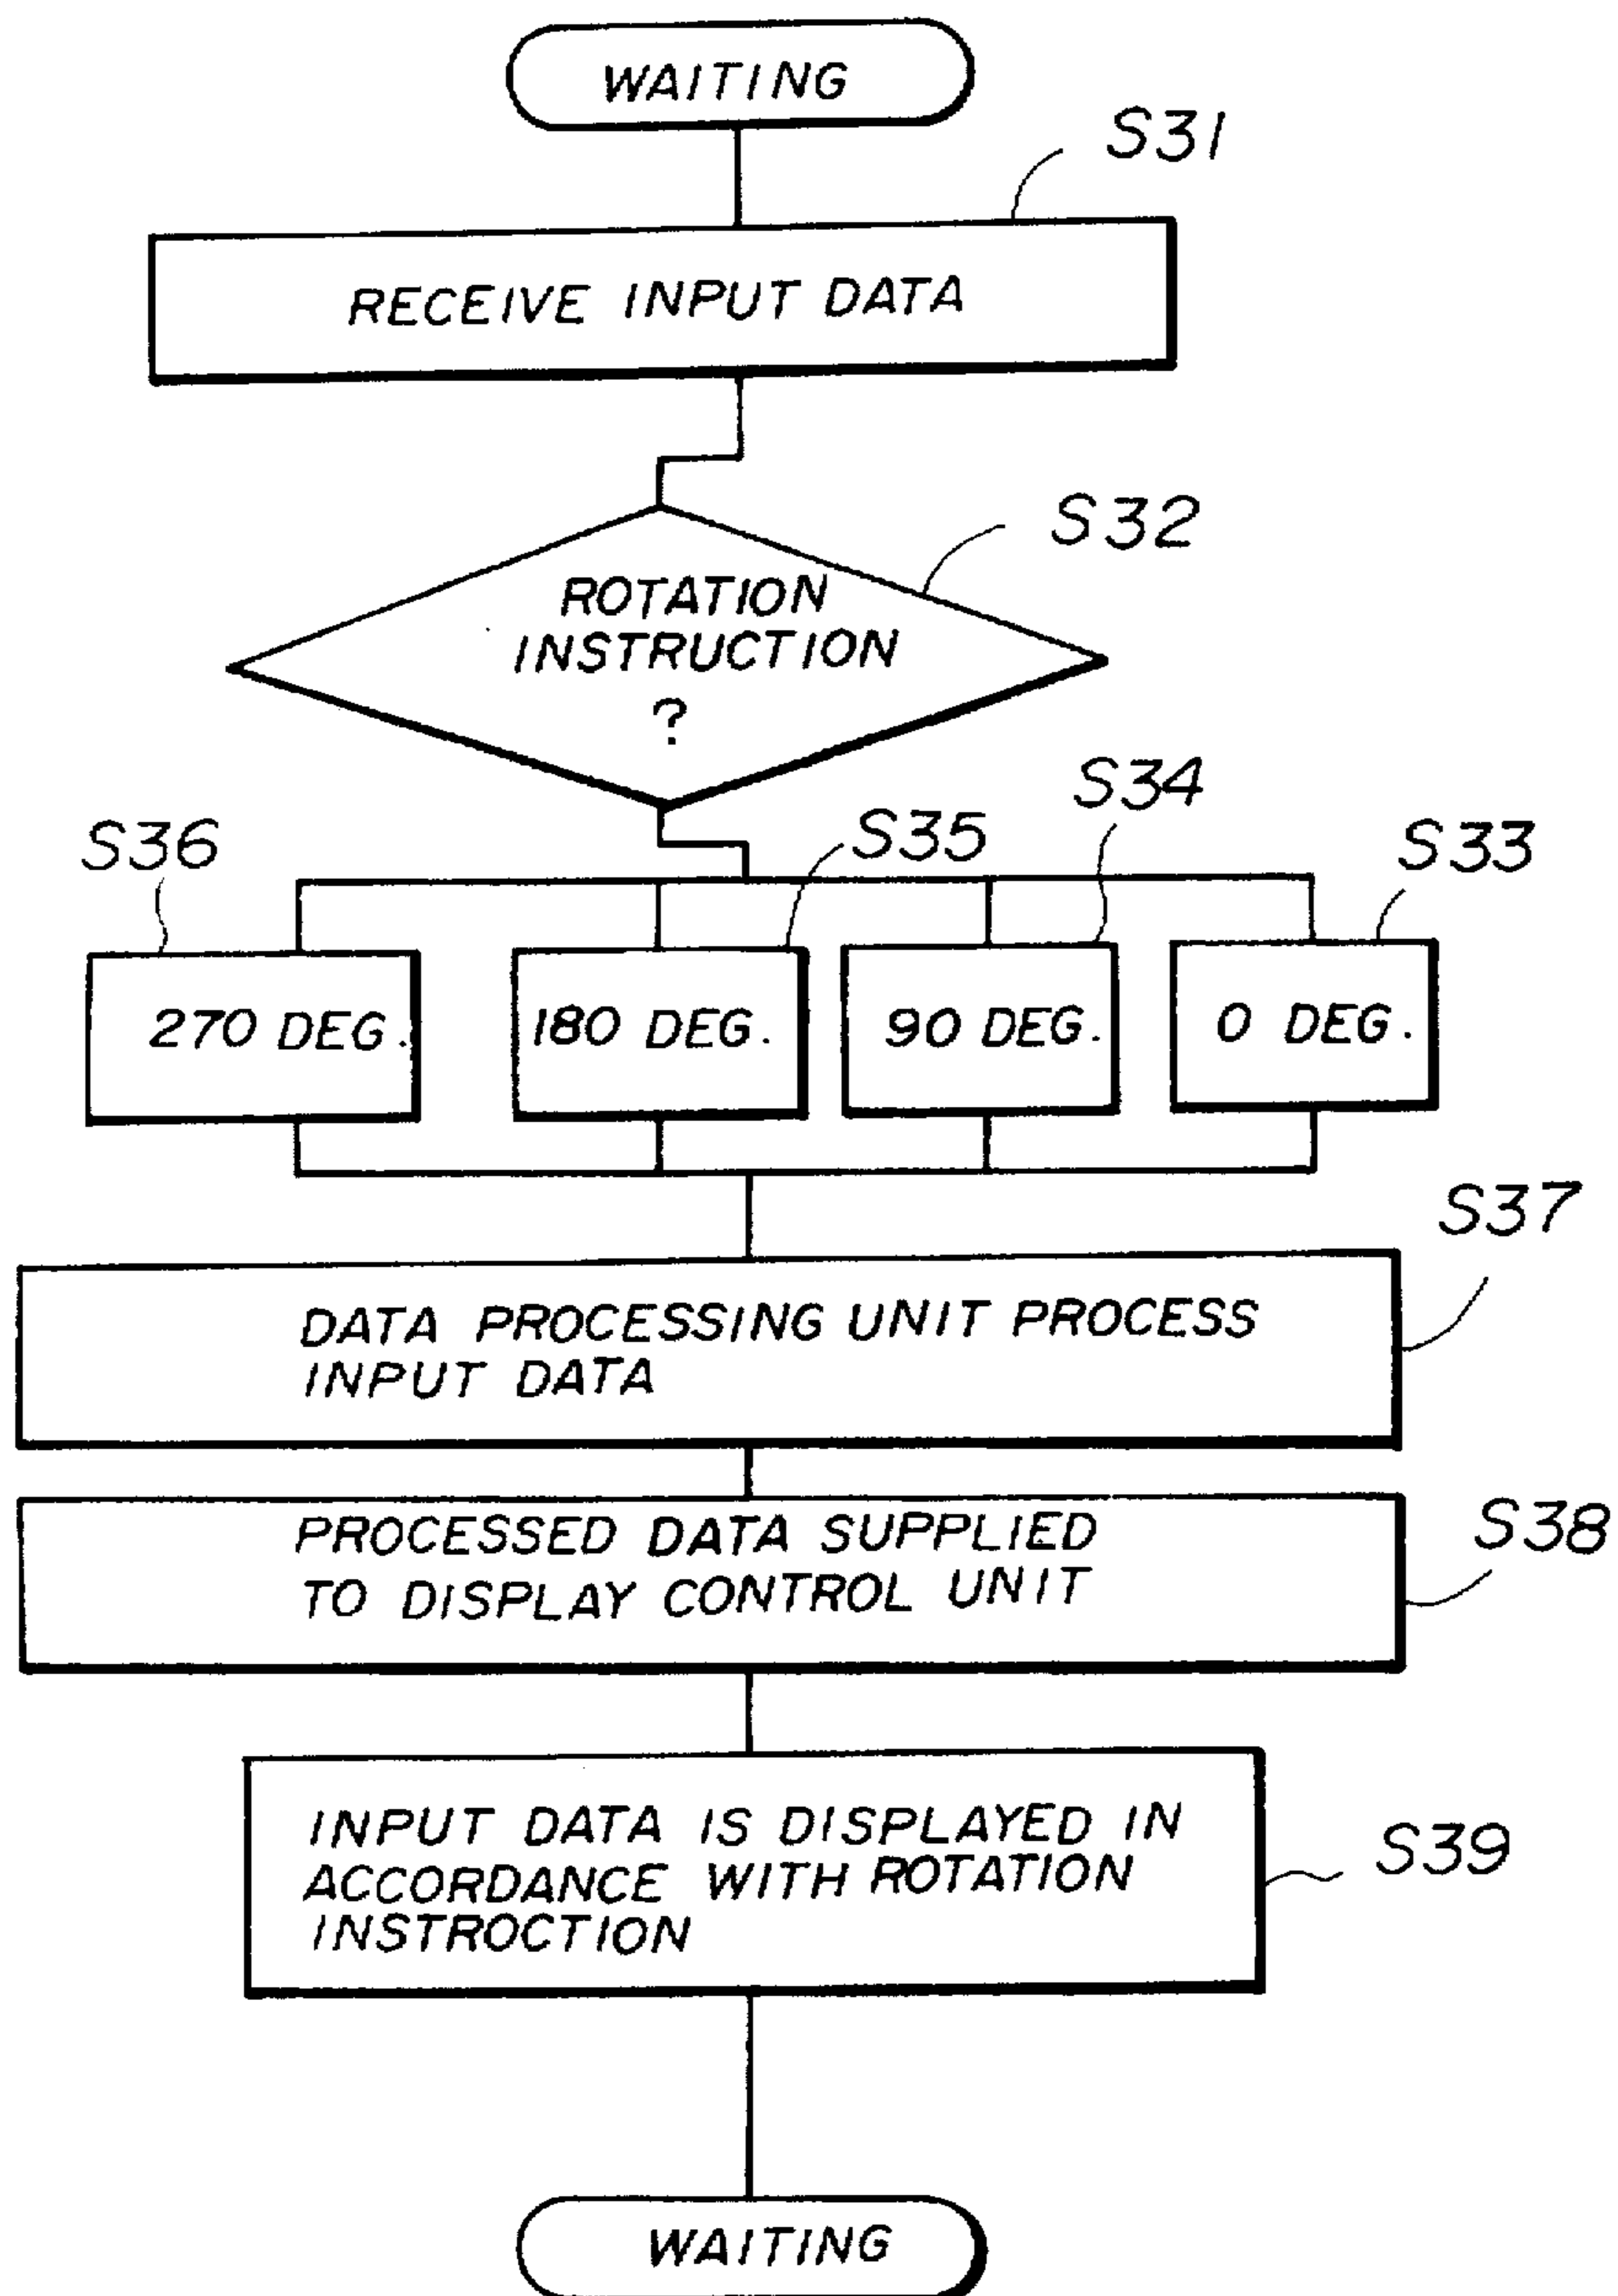 WAITING
S31
RECEIVE INPUT DATA
S32
ROTATION
INSTRUCTION
?
S36
S35
S34
S33
270 DEG.
180 DEG.
90 DEG.
0 DEG.
S37
DATA PROCESSING UNIT PROCESS
INPUT DATA
S38
PROCESSED DATA SUPPLIED
TO DISPLAY CONTROL UNIT
INPUT DATA IS DISPLAYED IN
ACCORDANCE WITH ROTATION
INSTROCTION
S39
WAITING